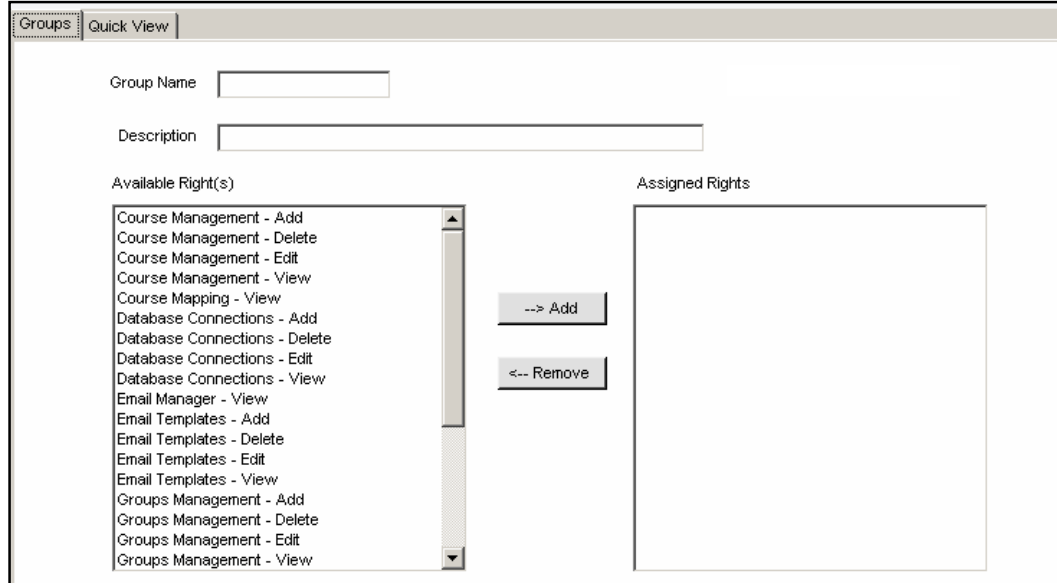 Groups Quick View
Group Name
Description
Available Right(s) Assigned Rights
Course Management - Add
Course Management - Delete
Course Management - Edit
Course Management - View
Course Mapping - View
Database Connections - Add
Database Connections - Delete
Database Connections - Edit
Database Connections - View
Email Manager - View
Email Templates - Add
Email Templates - Delete
Email Templates - Edit
Email Templates - View
Groups Management - Add
Groups Management - Delete
Groups Management - Edit
Groups Management - View
--> Add
<-- Remove